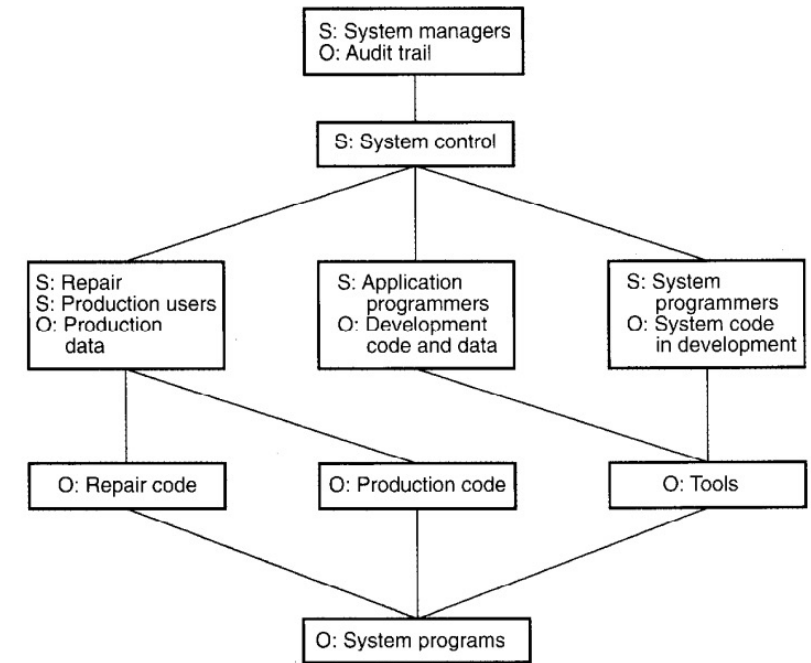 S: System managers
O: Audit trail
S: System control
S: Repair
S: Production users
O: Production
data
S: Application
programmers
O: Development
code and data
S: System
programmers
O: System code
in development
O: Repair code
O: Production code
O: Tools
O: System programs